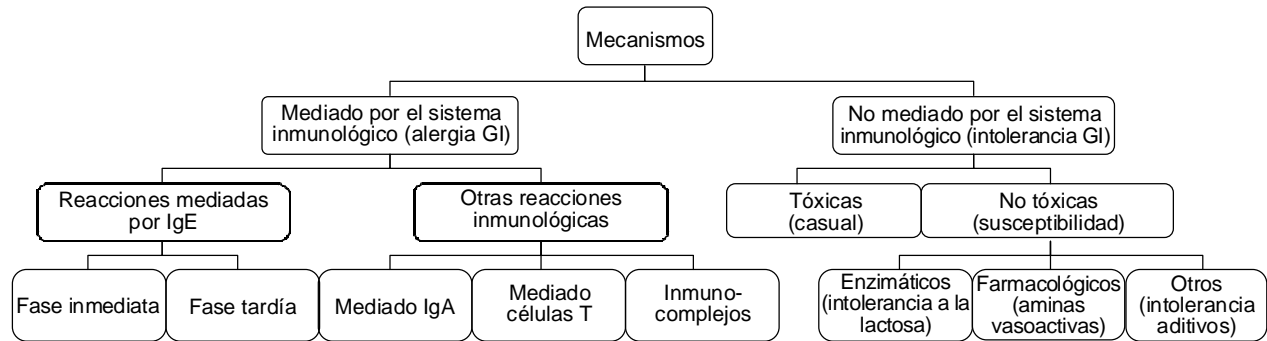 Mecanismos
Mediado por el sistema
inmunológico (alergia GI)
No mediado por el sistema
inmunológico (intolerancia GI)
Reacciones mediadas
por IgE
Otras reacciones
inmunológicas
Tóxicas
(casual)
No tóxicas
(susceptibilidad)
Fase inmediata
Fase tardía
Mediado IgA
Mediado
células T
Inmuno-
complejos
Enzimáticos
(intolerancia a la
lactosa)
Farmacológicos
(aminas
vasoactivas)
Otros
(intolerancia
aditivos)